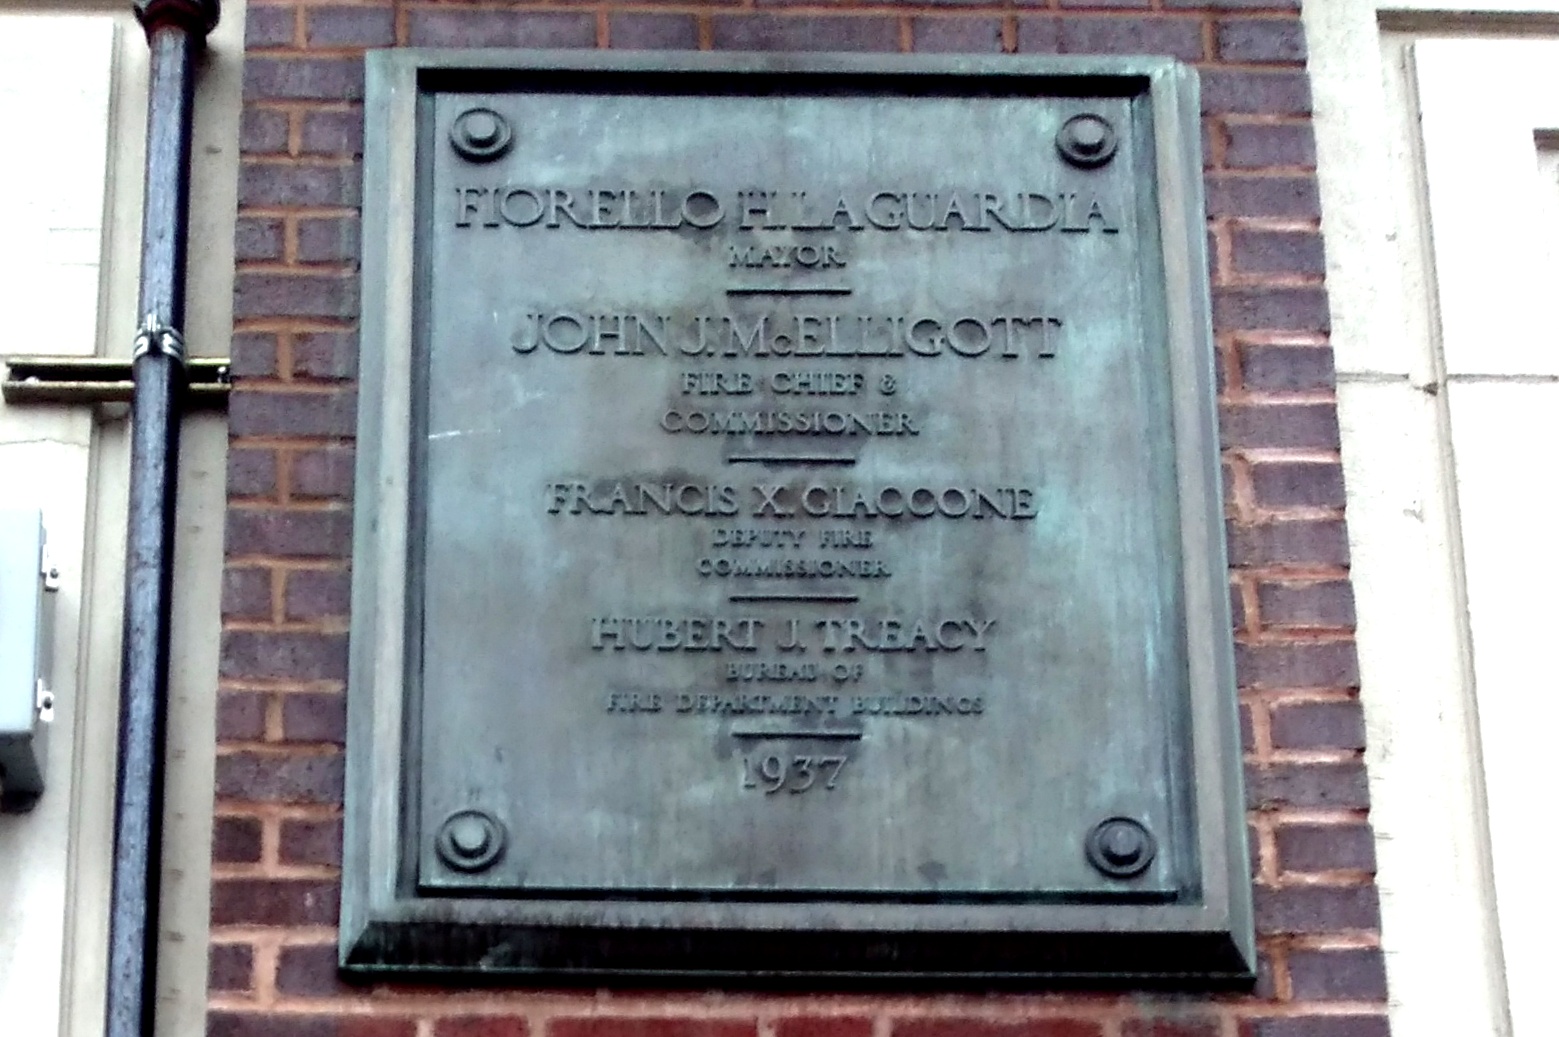 FIORELLO H. LAGUARDIA
MAYOR
JOHN J. McELLIGOTT
FIRE CHIEF &
COMMISSIONER
FRANCIS X. GIACCONE
DEPUTY FIRE
COMMISSIONER
HUBERT J. TREACY
BUREAU OF
FIRE DEPARTMENT BUILDINGS
1937